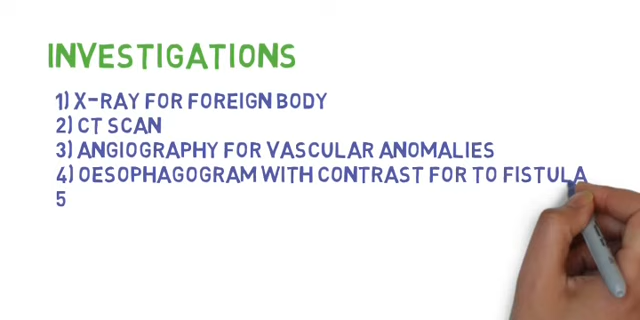 INVESTIGATIONS
1) X-RAY FOR FOREIGN BODY
2) CT SCAN
3) ANGIOGRAPHY FOR VASCULAR ANOMALIES
4) OESOPHAGOGRAM WITH CONTRAST FOR TO FISTULA
5